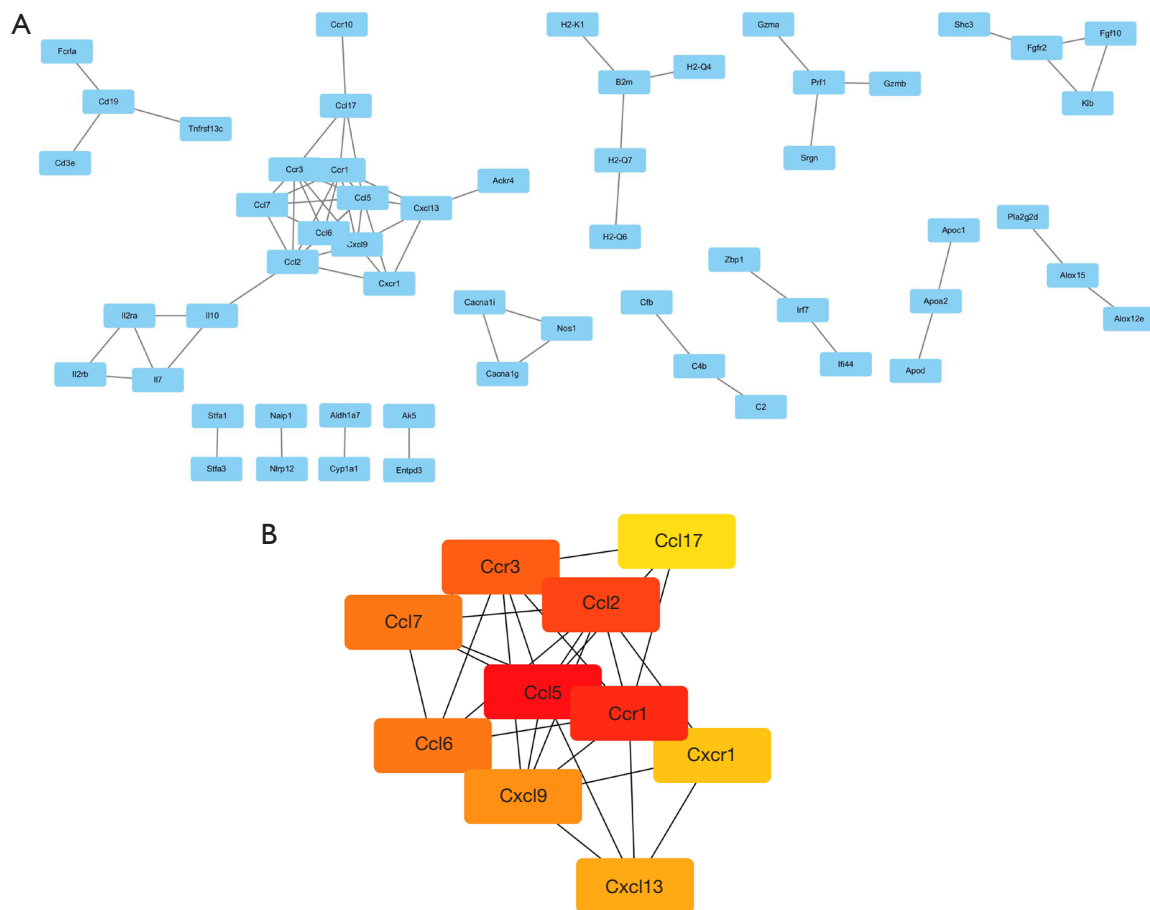 A
Ccr10
H2-K1
Gzma
Shc3
Fgf10
Fcrla
Fgfr2
H2-Q4
B2m
Prf1
Gzmb
Cd19
Ccl17
Klb
Tnfrsf13c
Cd3e
H2-Q7
Srgn
Ccr3
Ccr1
Ackr4
Ccl5
Ccl7
Cxcl13
Pla2g2d
Ccl6
Cxcl9
H2-Q6
Apoc1
Ccl2
Zbp1
Alox15
Cxcr1
Cacna1i
Cfb
Apoa2
Il2ra
Il10
Irf7
Alox12e
Nos1
Il2rb
Il7
Cacna1g
C4b
Ifi44
Apod
C2
Stfa1
Naip1
Aldh1a7
Ak5
Stfa3
Nlrp12
Cyp1a1
Entpd3
B
Ccl17
Ccr3
Ccl2
Ccl7
Ccl5
Ccr1
Ccl6
Cxcr1
Cxcl9
Cxcl13